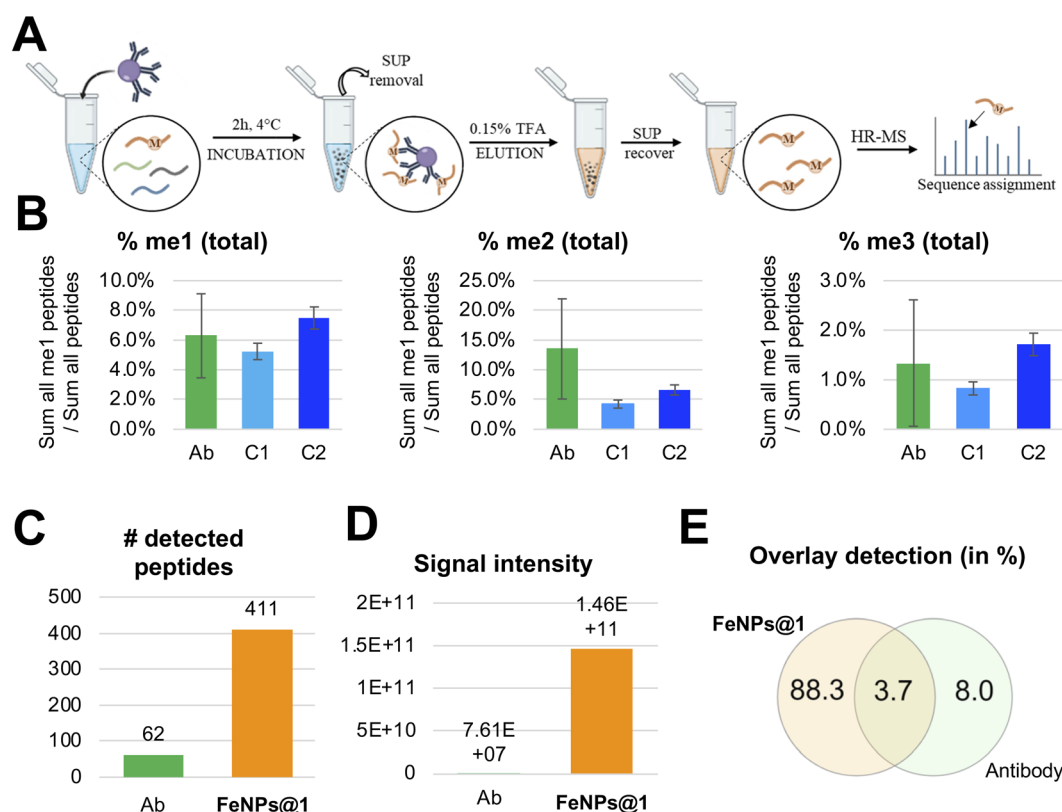 A
SUP
removal
2h, 4°C
INCUBATION
0.15% TFA
ELUTION
SUP
recover
HR-MS
M
M
M
M
M
M
M
Sequence assignment
B
% me1 (total)
Sum all me1 peptides
/ Sum all peptides
10.0%
8.0%
6.0%
4.0%
2.0%
0.0%
Ab C1 C2
% me2 (total)
Sum all me1 peptides
/ Sum all peptides
25.0%
20.0%
15.0%
10.0%
5.0%
0.0%
Ab C1 C2
% me3 (total)
Sum all me1 peptides
/ Sum all peptides
3.0%
2.0%
1.0%
0.0%
Ab C1 C2
C
# detected
peptides
500
400
300
200
100
0
62
411
Ab FeNPs@1
D
Signal intensity
2E+11
1.5E+11
1E+11
5E+10
0
7.61E
+07
1.46E
+11
Ab FeNPs@1
E
Overlay detection (in %)
FeNPs@1
88.3 3.7 8.0
Antibody